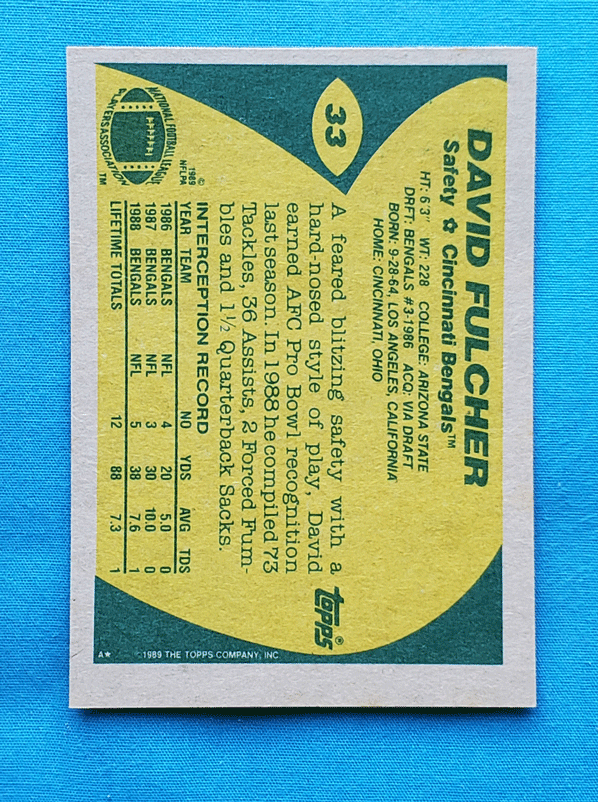 33
DAVID FULCHER
Safety ✩ Cincinnati Bengals™
HT: 6'3" WT: 228 COLLEGE: ARIZONA STATE
DRFT: BENGALS #3-1986 ACQ: VIA DRAFT
BORN: 9-28-64, LOS ANGELES, CALIFORNIA
HOME: CINCINNATI, OHIO
A feared blitzing safety with a
hard-nosed style of play, David
earned AFC Pro Bowl recognition
last season. In 1988 he compiled 73
Tackles, 36 Assists, 2 Forced Fum-
bles and 1½ Quarterback Sacks.
topps®
NATIONAL FOOTBALL LEAGUE
PLAYERS ASSOCIATION
TM
© 1989
NFLPA
INTERCEPTION RECORD
YEAR TEAM NO YDS AVG TDS
1986 BENGALS NFL 4 20 5.0 0
1987 BENGALS NFL 3 30 10.0 0
1988 BENGALS NFL 5 38 7.6 1
LIFETIME TOTALS 12 88 7.3 1
A★ ©1989 THE TOPPS COMPANY, INC.